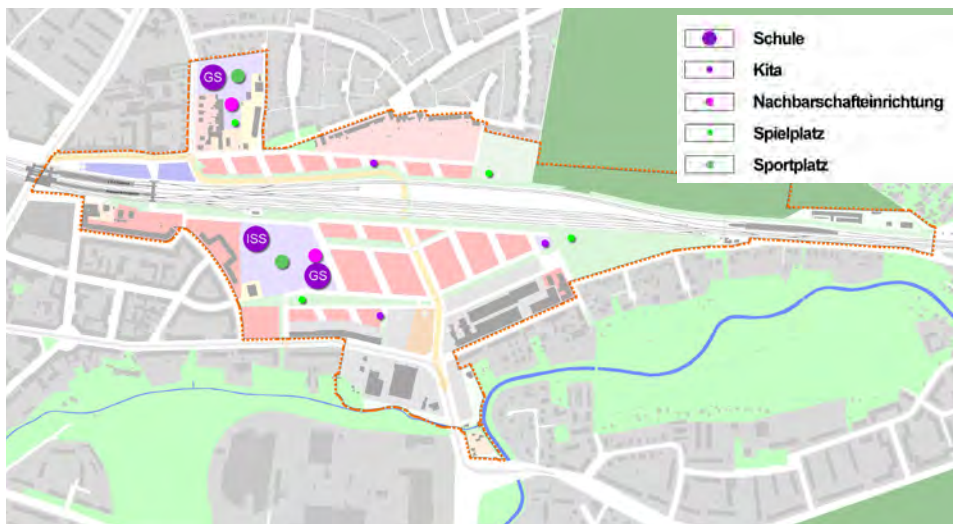 Schule
GS
Kita
Nachbarschafteinrichtung
Spielplatz
Sportplatz
ISS
GS